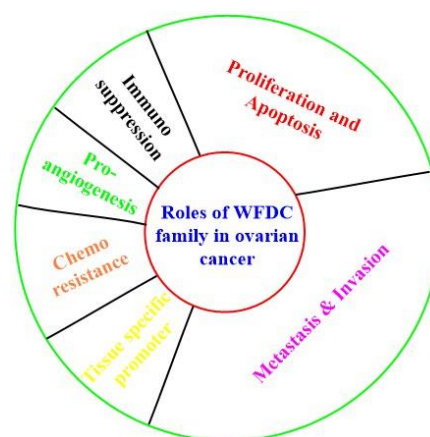 Roles of WFDC
family in ovarian
cancer
Proliferation and
Apoptosis
Metastasis & Invasion
Tissue specific
promoter
Chemo
resistance
Pro-
angiogenesis
Immuno
suppression